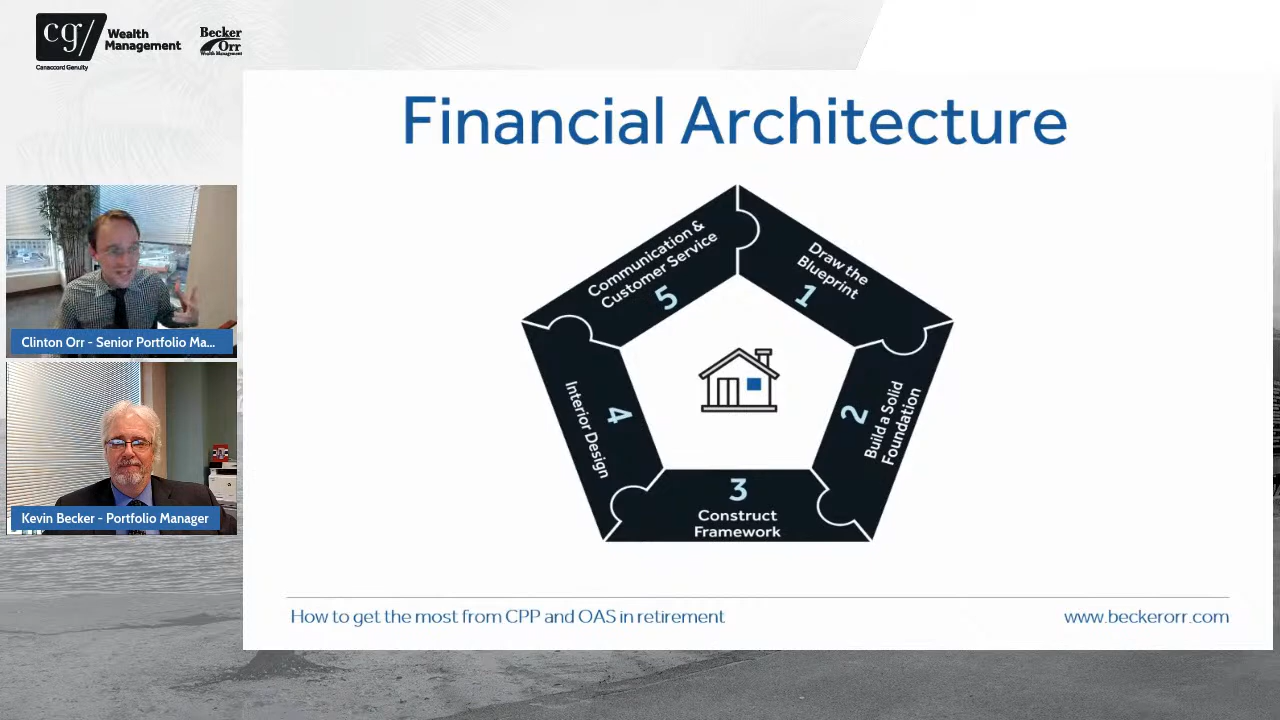 cg/
Wealth
Management
Canaccord Genuity
Becker
Orr
Wealth Management
Financial Architecture
Draw the
Blueprint
1
2
Build a Solid
Foundation
3
Construct
Framework
4
Interior Design
Communication &
Customer Service
5
Clinton Orr - Senior Portfolio Ma...
Kevin Becker - Portfolio Manager
How to get the most from CPP and OAS in retirement
www.beckerorr.com